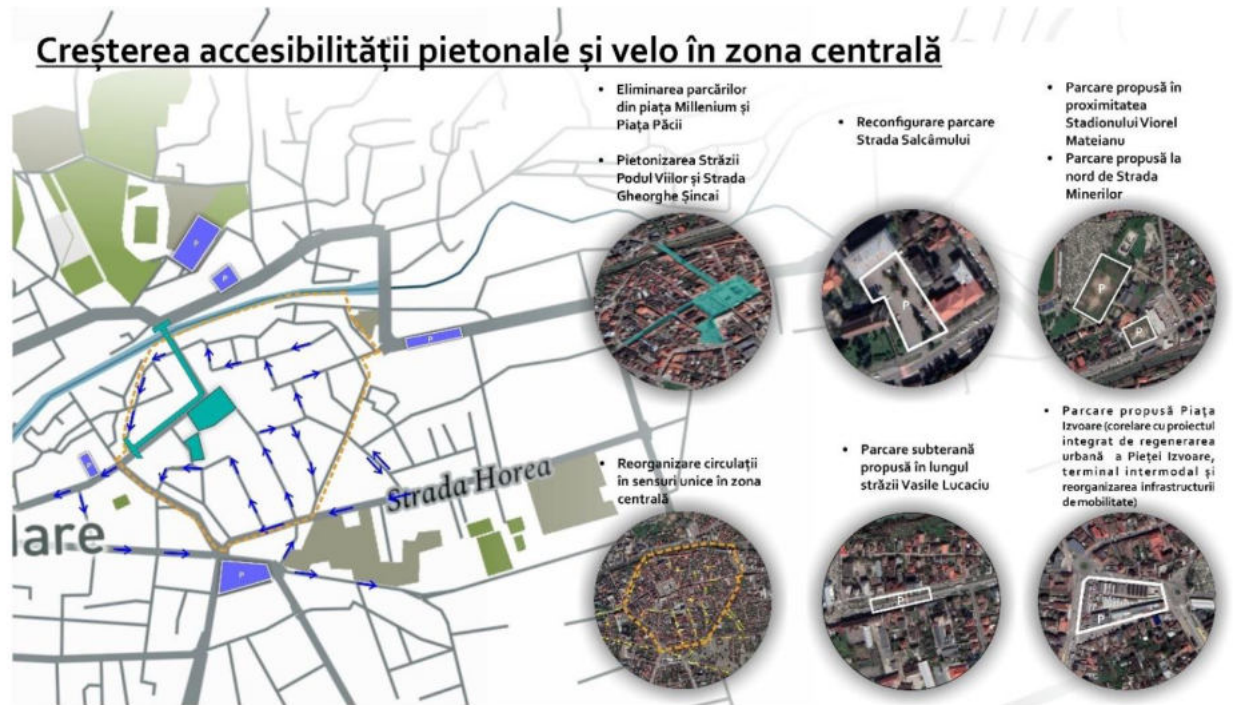 Creșterea accesibilității pietonale și velo în zona centrală
• Eliminarea parcărilor
din piața Millenium și
Piața Păcii
• Pietonizarea Străzii
Podul Viilor și Strada
Gheorghe Șincai
• Reconfigurare parcare
Strada Salcâmului
• Parcare propusă în
proximitatea
Stadionului Viorel
Mateianu
• Parcare propusă la
nord de Strada
Minerilor
P
P
P
P
P
P
P
P
• Reorganizare circulații
în sensuri unice în zona
centrală
• Parcare subterană
propusă în lungul
străzii Vasile Lucaciu
• Parcare propusă Piața
Izvoare (corelare cu proiectul
integrat de regenerarea
urbană a Pieței Izvoare,
terminal intermodal și
reorganizarea infrastructurii
de mobilitate)
Strada Horea
lare
P
P